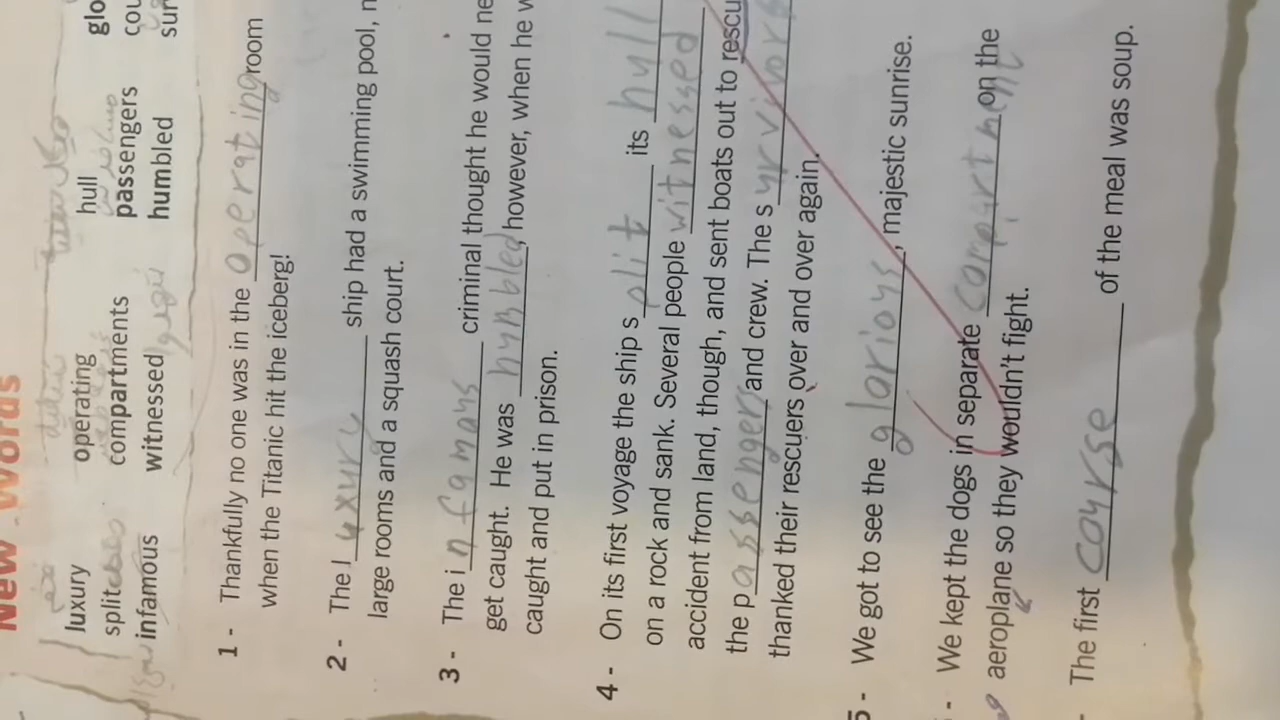 New Words
luxury operating hull glo
split compartments passengers cou
infamous witnessed humbled sur
1 - Thankfully no one was in the operating room
when the Titanic hit the iceberg!
2 - The luxury ship had a swimming pool,
large rooms and a squash court.
3 - The infamous criminal thought he would ne
get caught. He was humbled, however, when he w
caught and put in prison.
4 - On its first voyage the ship split its hull
on a rock and sank. Several people witnessed
accident from land, though, and sent boats out to rescu
the passengers and crew. The survivors
thanked their rescuers over and over again.
5 - We got to see the glorious, majestic sunrise.
- We kept the dogs in separate compartment on the
aeroplane so they wouldn't fight.
- The first course of the meal was soup.